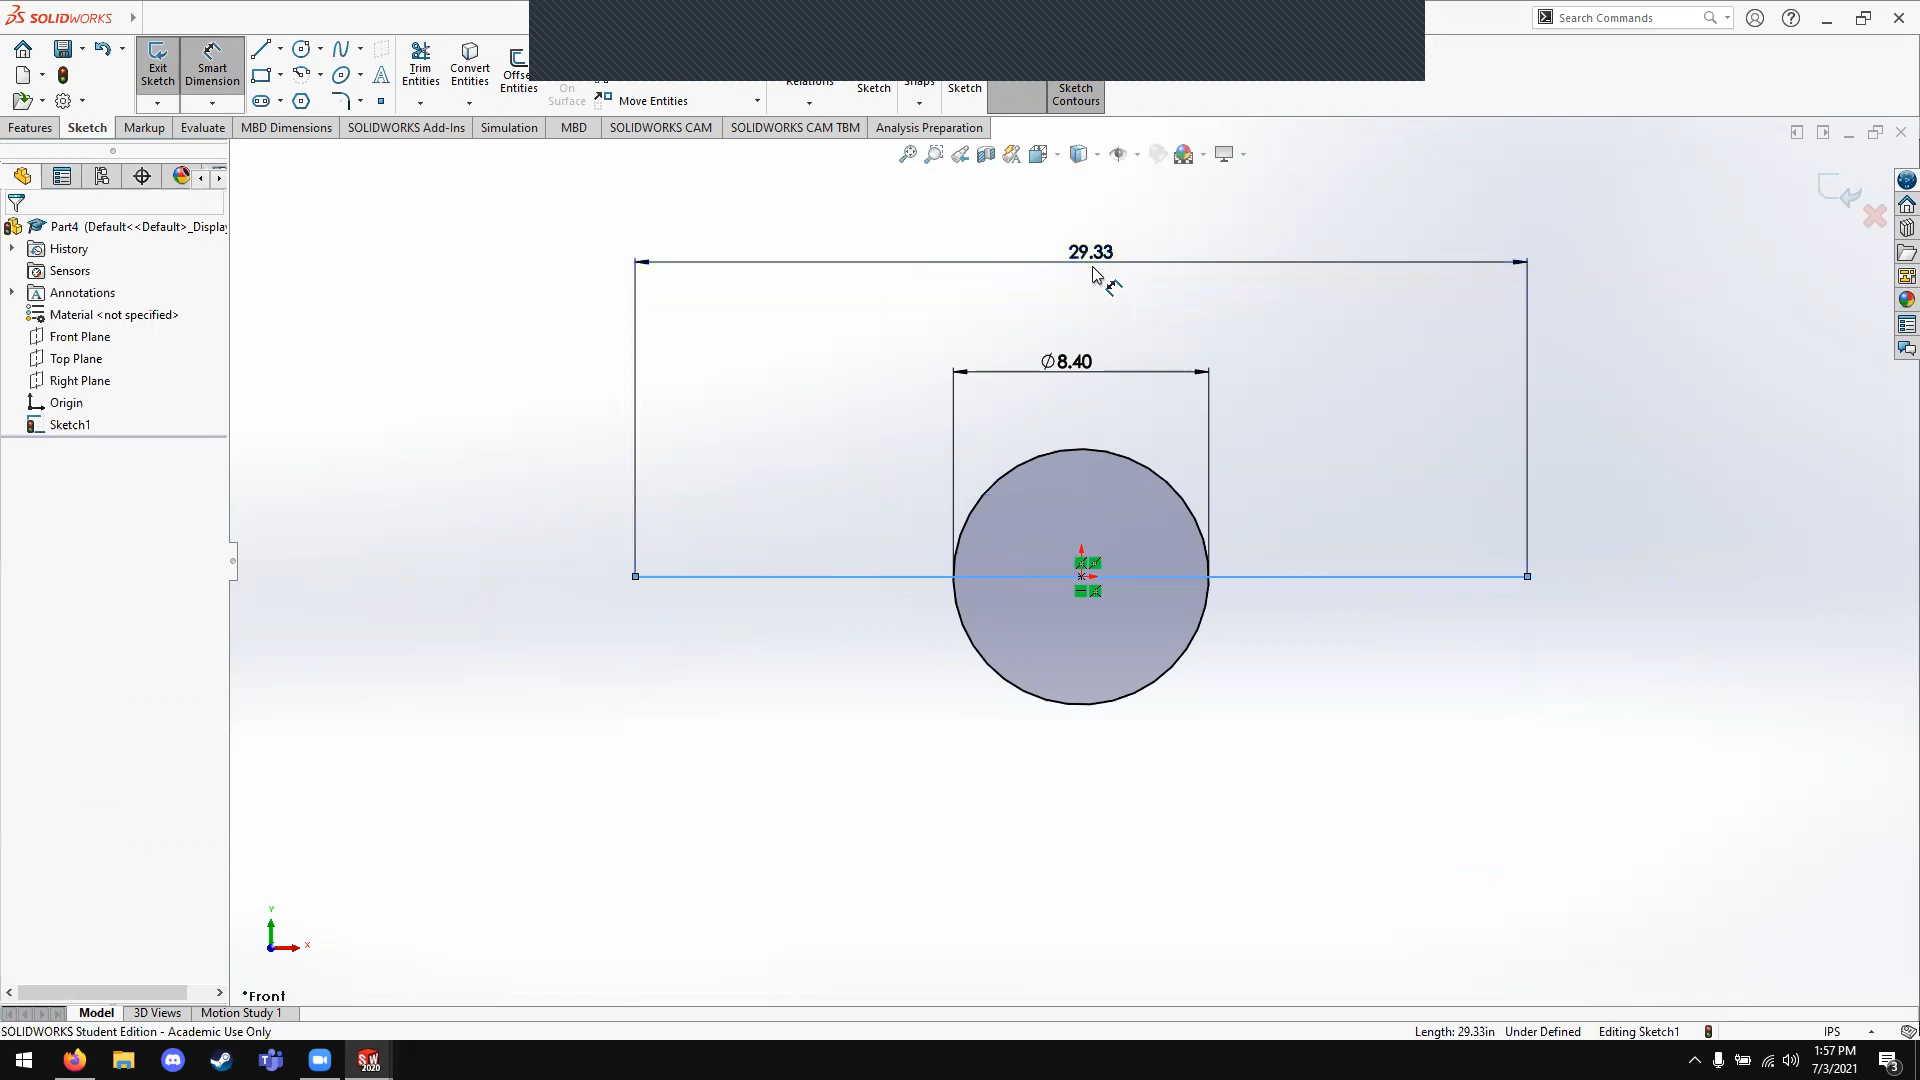 SOLIDWORKS
Search Commands
Exit Sketch
Smart Dimension
Trim Entities
Convert Entities
Offset Entities
On Surface
Move Entities
Relations
Snaps
Sketch
Sketch
Sketch Contours
Features
Sketch
Markup
Evaluate
MBD Dimensions
SOLIDWORKS Add-Ins
Simulation
MBD
SOLIDWORKS CAM
SOLIDWORKS CAM TBM
Analysis Preparation
Part4 (Default<<Default>_Display
History
Sensors
Annotations
Material <not specified>
Front Plane
Top Plane
Right Plane
Origin
Sketch1
29.33
∅8.40
Y
X
*Front
Model
3D Views
Motion Study 1
SOLIDWORKS Student Edition - Academic Use Only
Length: 29.33in
Under Defined
Editing Sketch1
IPS
SW 2020
1:57 PM
7/3/2021
3